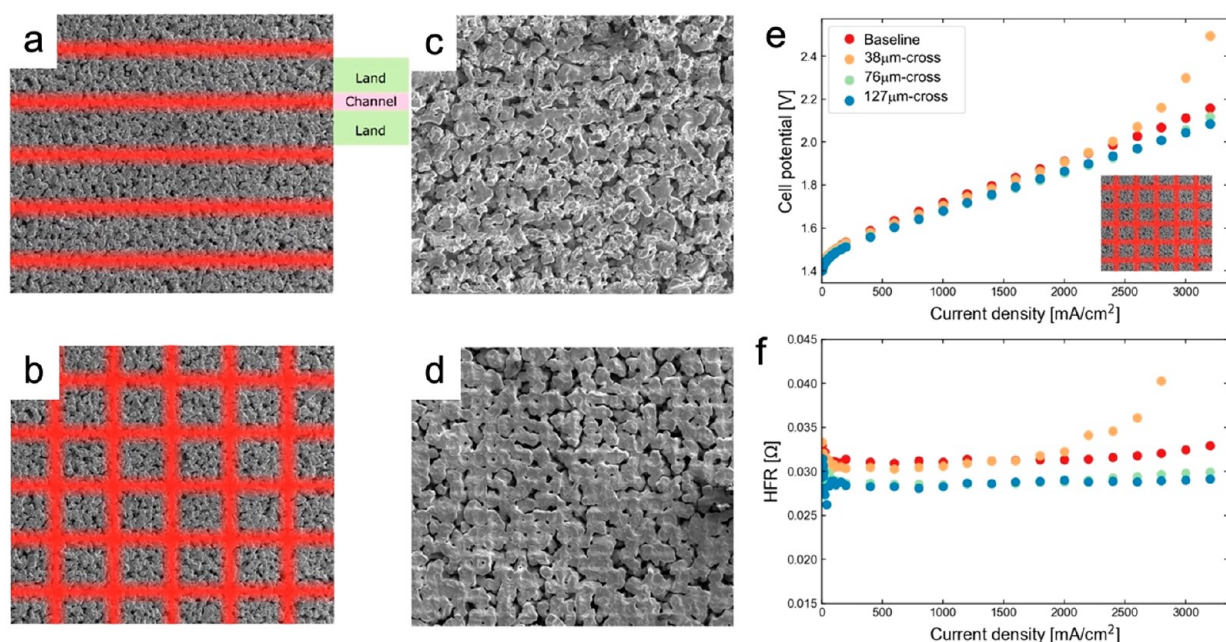 a
Land
Channel
Land
b
c
d
e
Baseline
38μm-cross
76μm-cross
127μm-cross
Cell potential [V]
2.4
2.2
2.0
1.8
1.6
1.4
0 500 1000 1500 2000 2500 3000
Current density [mA/cm²]
f
HFR [Ω]
0.045
0.040
0.035
0.030
0.025
0.020
0.015
0 500 1000 1500 2000 2500 3000
Current density [mA/cm²]